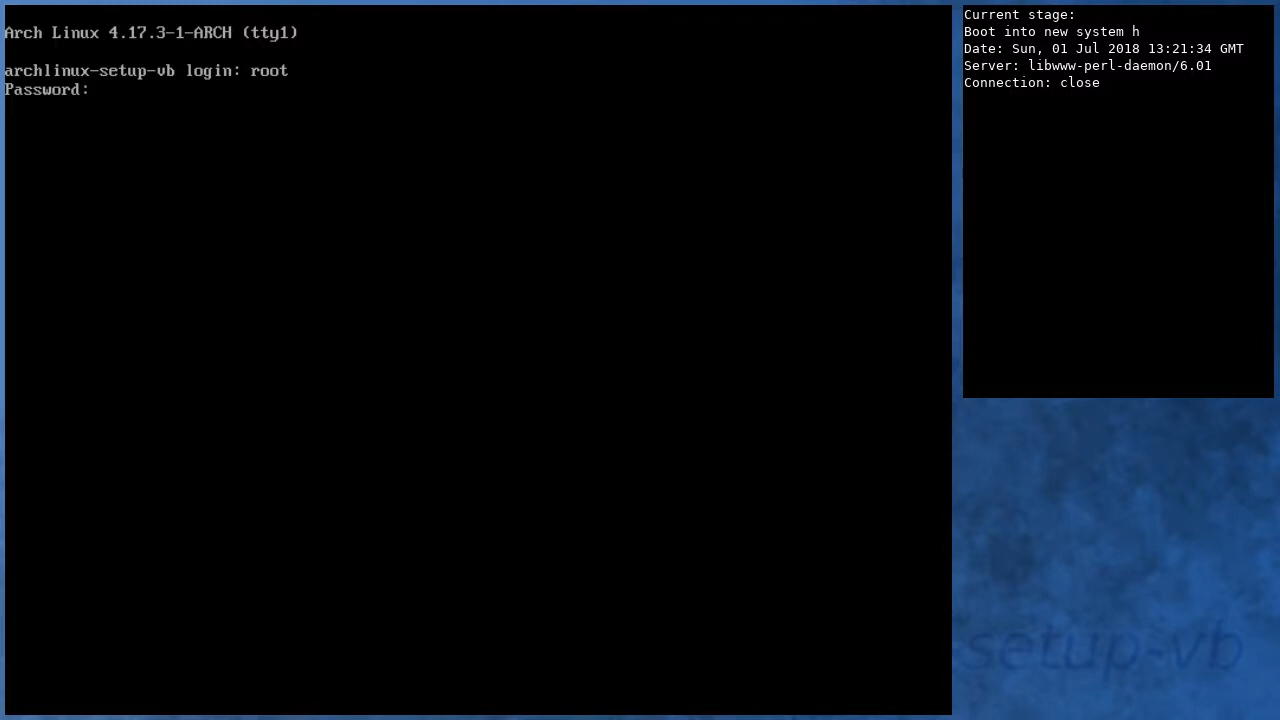 Arch Linux 4.17.3-1-ARCH (tty1)
archlinux-setup-vb login: root
Password:
Current stage:
Boot into new system h
Date: Sun, 01 Jul 2018 13:21:34 GMT
Server: libwww-perl-daemon/6.01
Connection: close
setup-vb